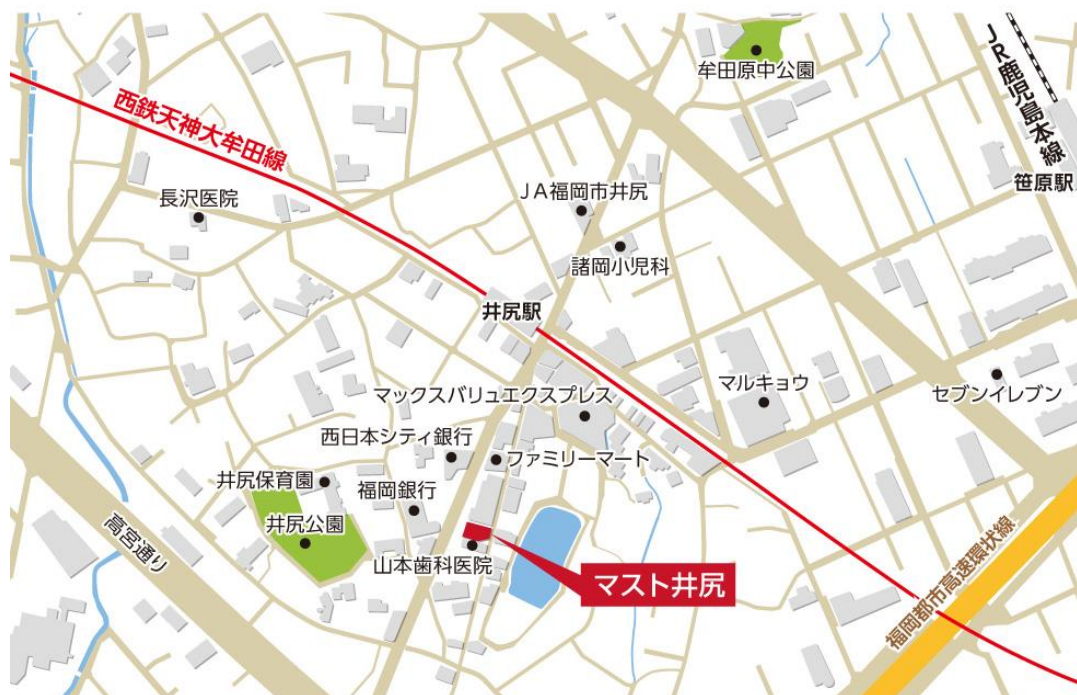 牟田原中公園
JR鹿児島本線
西鉄天神大牟田線
笹原駅
長沢医院
JA福岡市井尻
諸岡小児科
井尻駅
マックスバリュエクスプレス
マルキョウ
セブンイレブン
西日本シティ銀行
ファミリーマート
井尻保育園
福岡銀行
井尻公園
高宮通り
山本歯科医院
マスト井尻
福岡都市高速環状線